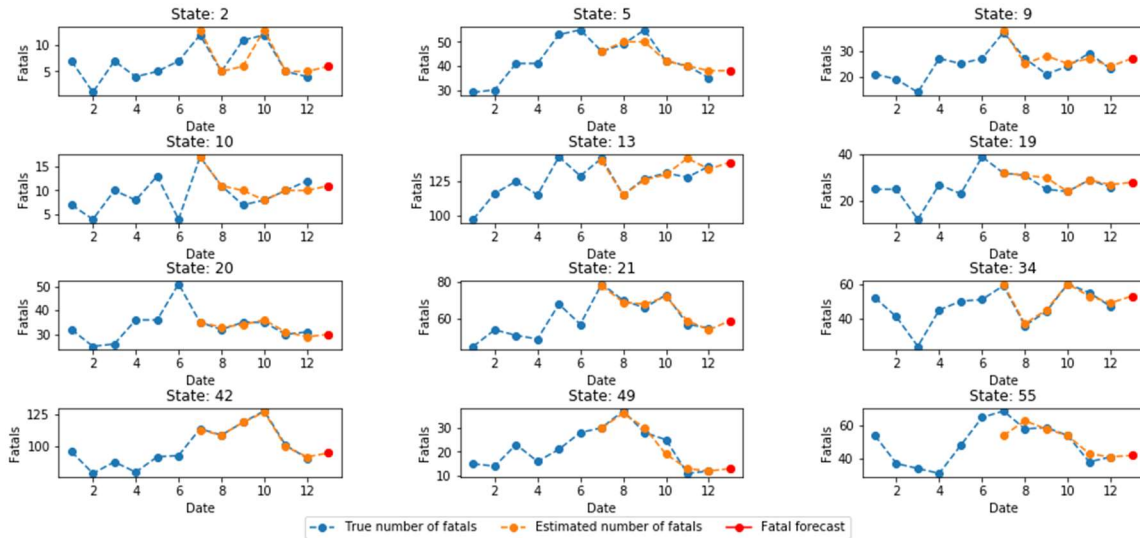 State: 2 State: 5 State: 9
Fatals 10 5 Fatals 50 40 30 Fatals 30 20
2 4 6 8 10 12 2 4 6 8 10 12 2 4 6 8 10 12
Date Date Date
State: 10 State: 13 State: 19
Fatals 15 10 5 Fatals 125 100 Fatals 40 20
2 4 6 8 10 12 2 4 6 8 10 12 2 4 6 8 10 12
Date Date Date
State: 20 State: 21 State: 34
Fatals 50 40 30 Fatals 80 60 Fatals 60 40
2 4 6 8 10 12 2 4 6 8 10 12 2 4 6 8 10 12
Date Date Date
State: 42 State: 49 State: 55
Fatals 125 100 Fatals 30 20 10 Fatals 60 40
2 4 6 8 10 12 2 4 6 8 10 12 2 4 6 8 10 12
Date Date Date
True number of fatals Estimated number of fatals Fatal forecast